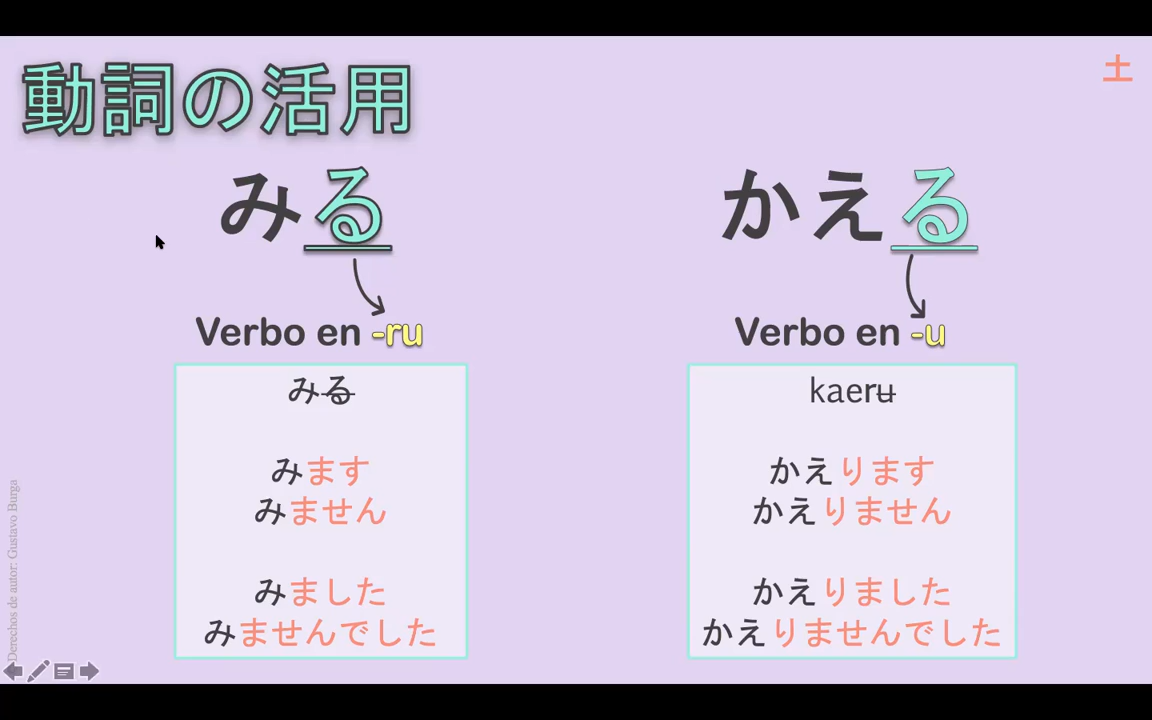 動詞の活用
土
みる
かえる
Verbo en -ru
Verbo en -u
みる
みます
みません
みました
みませんでした
kaeru
かえります
かえりません
かえりました
かえりませんでした
Derechos de autor: Gustavo Burga